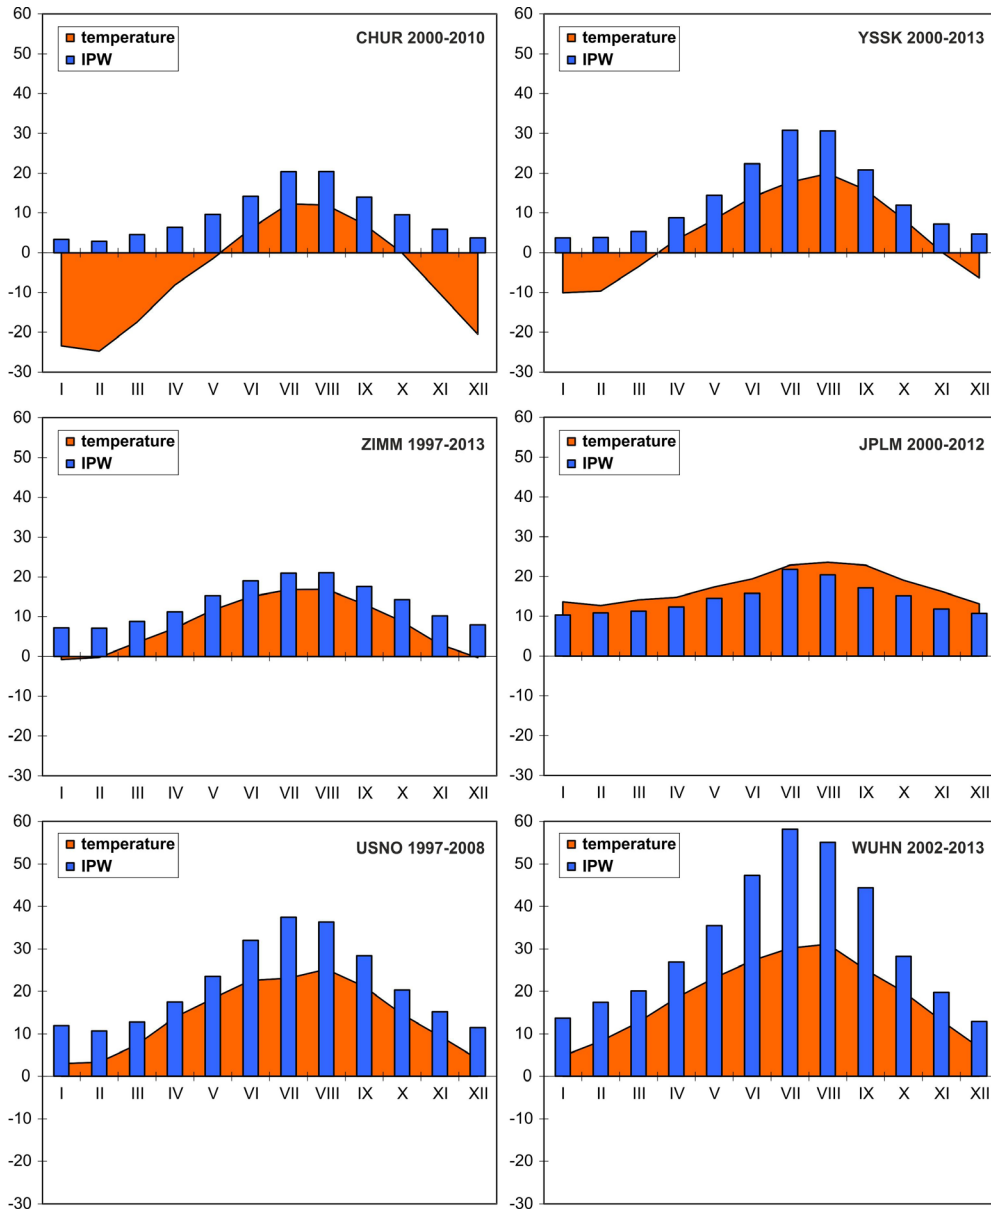 temperature
IPW
CHUR 2000-2010
60
50
40
30
20
10
0
-10
-20
-30
I II III IV V VI VII VIII IX X XI XII
temperature
IPW
YSSK 2000-2013
60
50
40
30
20
10
0
-10
-20
-30
I II III IV V VI VII VIII IX X XI XII
temperature
IPW
ZIMM 1997-2013
60
50
40
30
20
10
0
-10
-20
-30
I II III IV V VI VII VIII IX X XI XII
temperature
IPW
JPLM 2000-2012
60
50
40
30
20
10
0
-10
-20
-30
I II III IV V VI VII VIII IX X XI XII
temperature
IPW
USNO 1997-2008
60
50
40
30
20
10
0
I II III IV V VI VII VIII IX X XI XII
-10
-20
-30
temperature
IPW
WUHN 2002-2013
60
50
40
30
20
10
0
I II III IV V VI VII VIII IX X XI XII
-10
-20
-30